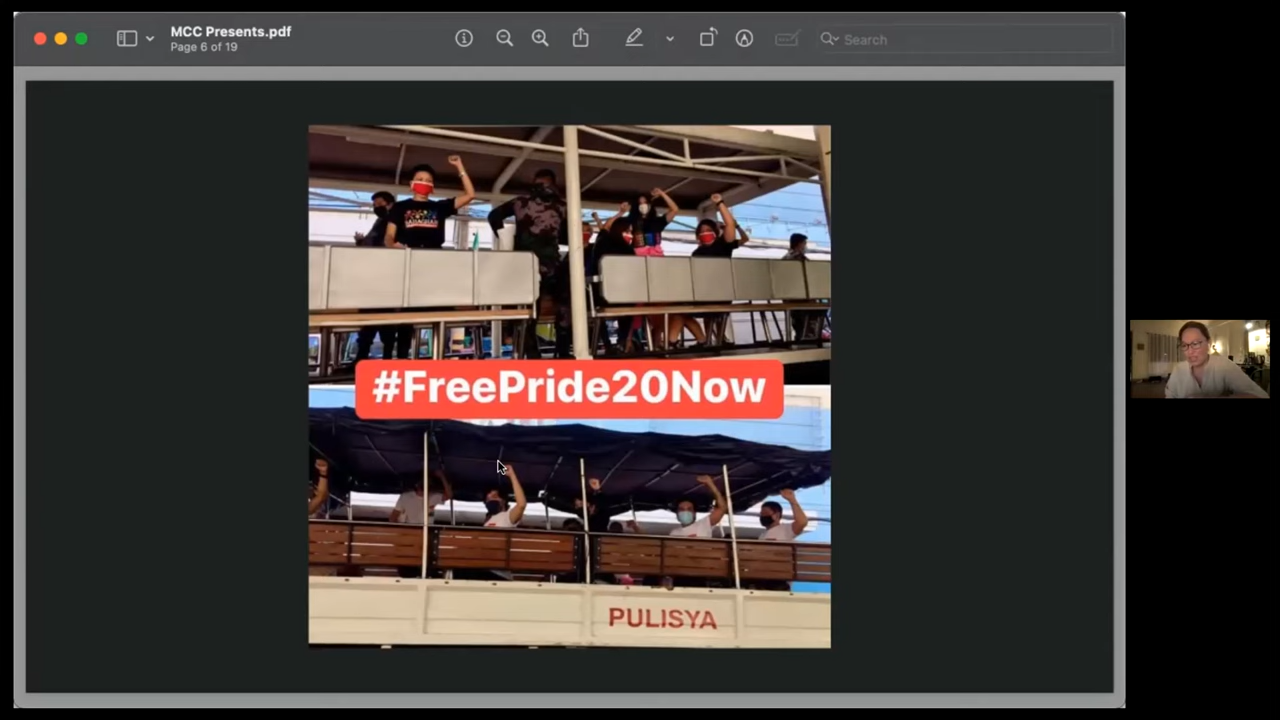 MCC Presents.pdf
Page 6 of 19
Search
#FreePride20Now
PULISYA